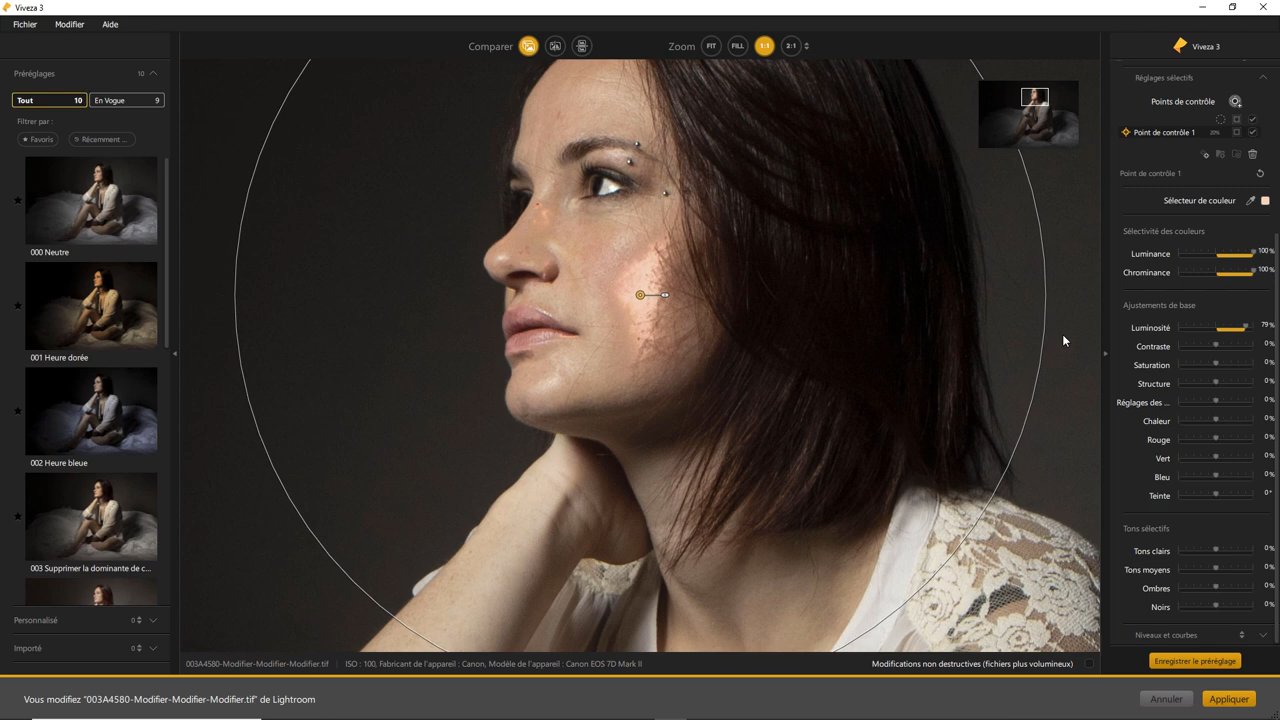 Viveza 3
Fichier Modifier Aide
Comparer Zoom FIT FILL 1:1 2:1
Viveza 3
Préréglages 10
Tout 10 En Vogue 9
Filtrer par :
Favoris Récemment ...
000 Neutre
001 Heure dorée
002 Heure bleue
003 Supprimer la dominante de c...
Personnalisé 0
Importé 0
Réglages sélectifs
Points de contrôle
Point de contrôle 1 20%
Point de contrôle 1
Sélecteur de couleur
Sélectivité des couleurs
Luminance 100%
Chrominance 100%
Ajustements de base
Luminosité 79%
Contraste 0%
Saturation 0%
Structure 0%
Réglages des ... 0%
Chaleur 0%
Rouge 0%
Vert 0%
Bleu 0%
Teinte 0°
Tons sélectifs
Tons clairs 0%
Tons moyens 0%
Ombres 0%
Noirs 0%
Niveaux et courbes
Enregistrer le préréglage
003A4580-Modifier-Modifier-Modifier.tif ISO : 100, Fabricant de l'appareil : Canon, Modèle de l'appareil : Canon EOS 7D Mark II Modifications non destructives (fichiers plus volumineux)
Vous modifiez "003A4580-Modifier-Modifier-Modifier.tif" de Lightroom
Annuler Appliquer